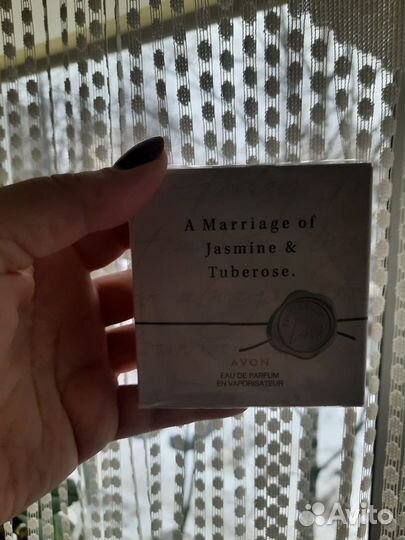 A Marriage of
Jasmine &
Tuberose.
AVON
EAU DE PARFUM
EN VAPORISATEUR
Avito